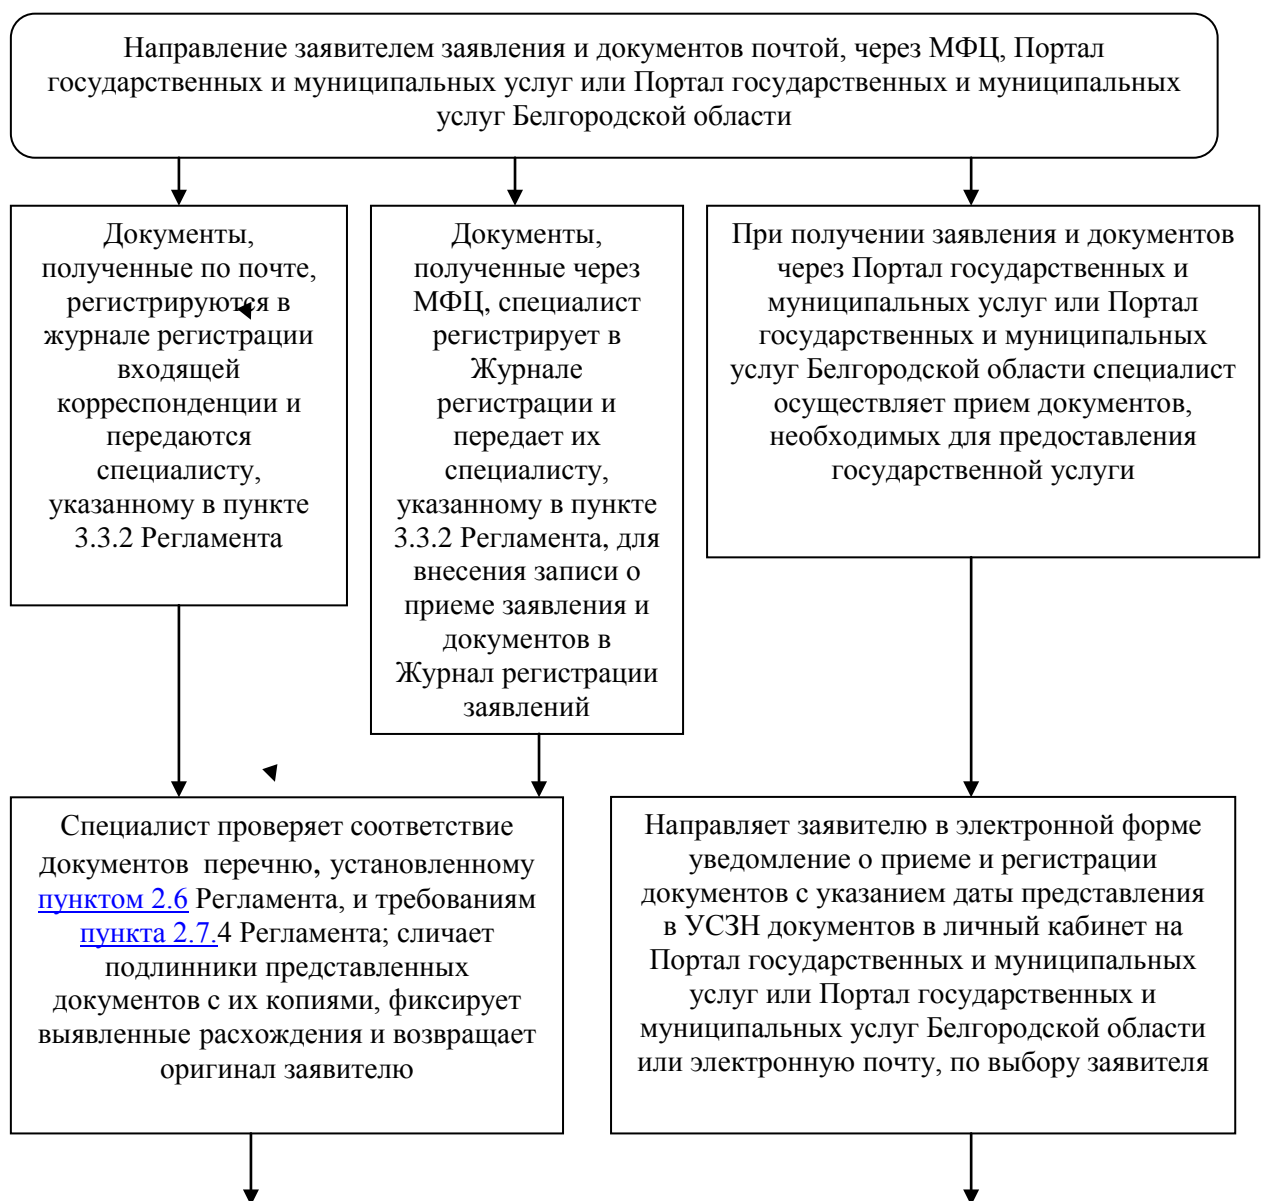 Направление заявителем заявления и документов почтой, через МФЦ, Портал
государственных и муниципальных услуг или Портал государственных и муниципальных
услуг Белгородской области
Документы,
полученные по почте,
регистрируются в
журнале регистрации
входящей
корреспонденции и
передаются
специалисту,
указанному в пункте
3.3.2 Регламента
Документы,
полученные через
МФЦ, специалист
регистрирует в
Журнале
регистрации и
передает их
специалисту,
указанному в пункте
3.3.2 Регламента, для
внесения записи о
приеме заявления и
документов в
Журнал регистрации
заявлений
При получении заявления и документов
через Портал государственных и
муниципальных услуг или Портал
государственных и муниципальных
услуг Белгородской области специалист
осуществляет прием документов,
необходимых для предоставления
государственной услуги
Специалист проверяет соответствие
документов перечню, установленному
пунктом 2.6 Регламента, и требованиям
пункта 2.7.4 Регламента; сличает
подлинники представленных
документов с их копиями, фиксирует
выявленные расхождения и возвращает
оригинал заявителю
Направляет заявителю в электронной форме
уведомление о приеме и регистрации
документов с указанием даты представления
в УСЗН документов в личный кабинет на
Портал государственных и муниципальных
услуг или Портал государственных и
муниципальных услуг Белгородской области
или электронную почту, по выбору заявителя